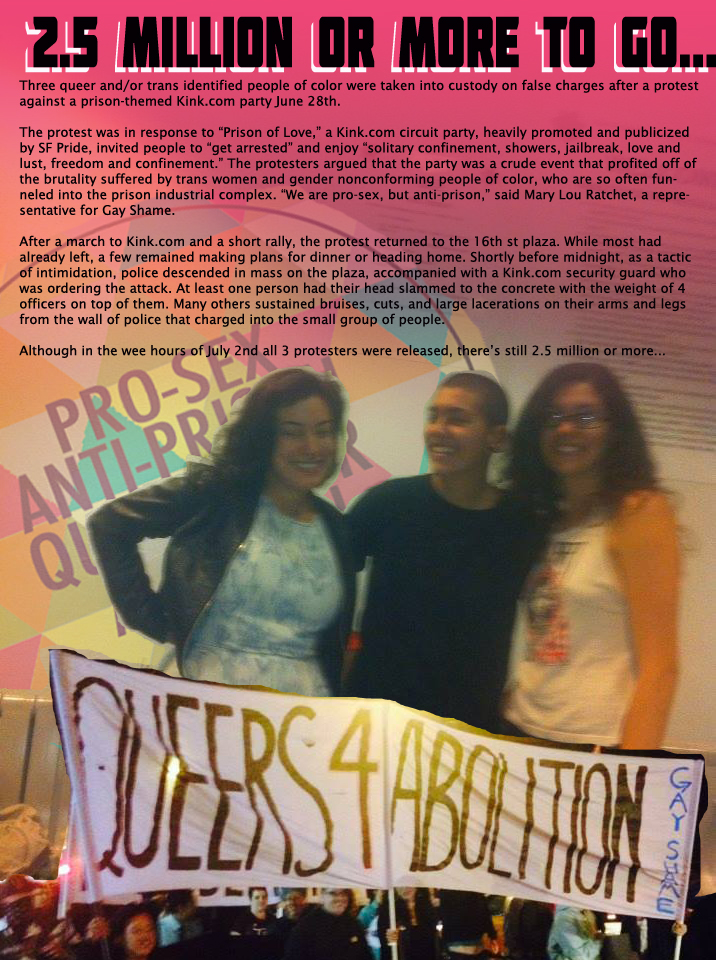 2.5 MILLION OR MORE TO GO...
Three queer and/or trans identified people of color were taken into custody on false charges after a protest
against a prison-themed Kink.com party June 28th.
The protest was in response to “Prison of Love,” a Kink.com circuit party, heavily promoted and publicized
by SF Pride, invited people to “get arrested” and enjoy “solitary confinement, showers, jailbreak, love and
lust, freedom and confinement.” The protesters argued that the party was a crude event that profited off of
the brutality suffered by trans women and gender nonconforming people of color, who are so often fun-
neled into the prison industrial complex. “We are pro-sex, but anti-prison,” said Mary Lou Ratchet, a repre-
sentative for Gay Shame.
After a march to Kink.com and a short rally, the protest returned to the 16th st plaza. While most had
already left, a few remained making plans for dinner or heading home. Shortly before midnight, as a tactic
of intimidation, police descended in mass on the plaza, accompanied with a Kink.com security guard who
was ordering the attack. At least one person had their head slammed to the concrete with the weight of 4
officers on top of them. Many others sustained bruises, cuts, and large lacerations on their arms and legs
from the wall of police that charged into the small group of people.
Although in the wee hours of July 2nd all 3 protesters were released, there’s still 2.5 million or more...
PRO-SEX
QUEERS 4 ABOLITION
GAY SHAME